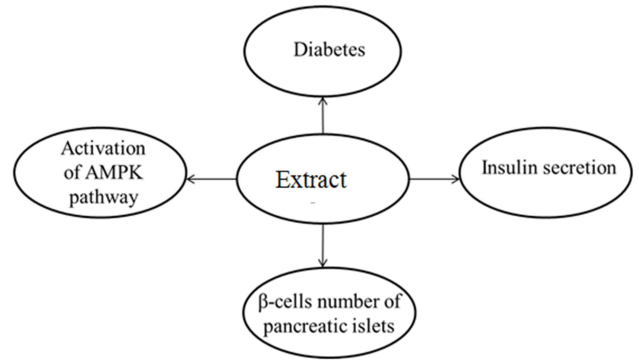 Diabetes
Activation
of AMPK
pathway
Extract
Insulin secretion
β-cells number of
pancreatic islets